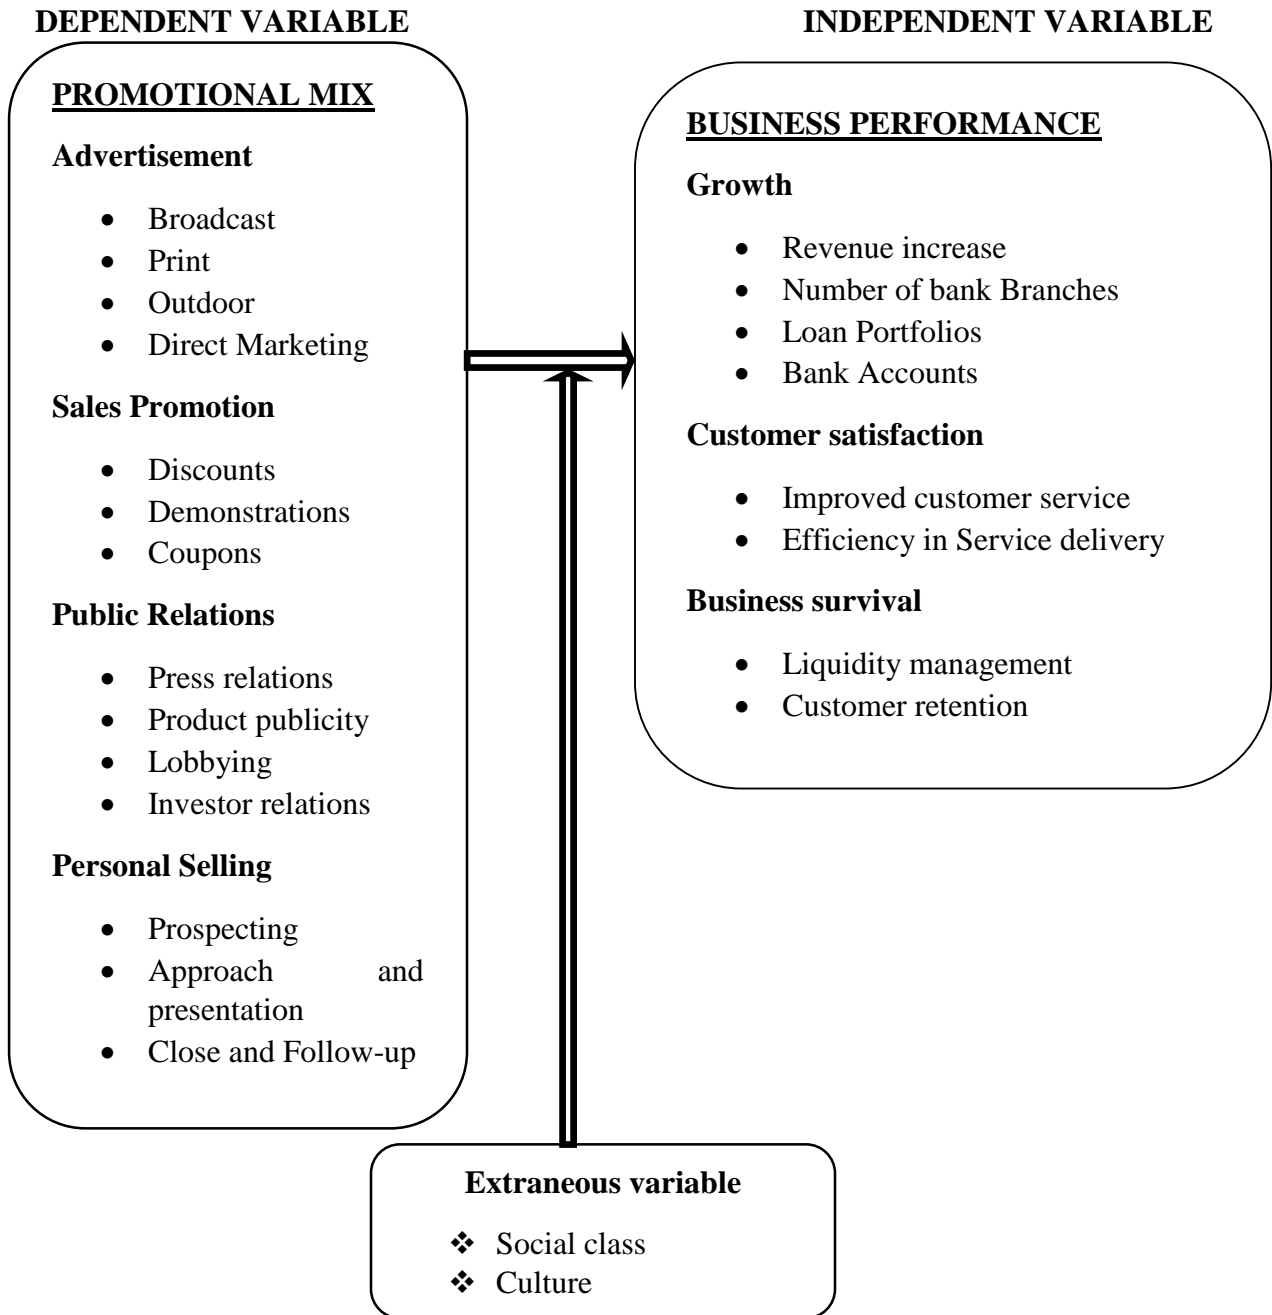 DEPENDENT VARIABLE
INDEPENDENT VARIABLE
PROMOTIONAL MIX
Advertisement
• Broadcast
• Print
• Outdoor
• Direct Marketing
Sales Promotion
• Discounts
• Demonstrations
• Coupons
Public Relations
• Press relations
• Product publicity
• Lobbying
• Investor relations
Personal Selling
• Prospecting
• Approach and
presentation
• Close and Follow-up
BUSINESS PERFORMANCE
Growth
• Revenue increase
• Number of bank Branches
• Loan Portfolios
• Bank Accounts
Customer satisfaction
• Improved customer service
• Efficiency in Service delivery
Business survival
• Liquidity management
• Customer retention
Extraneous variable
❖ Social class
❖ Culture